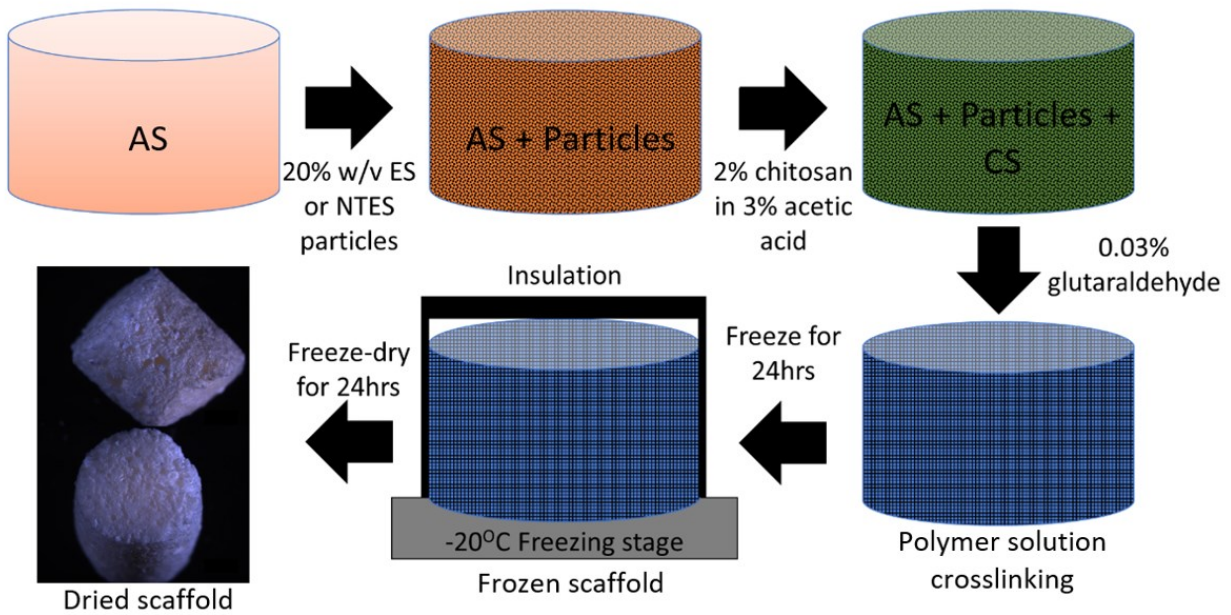 AS
20% w/v ES
or NTES
particles
AS + Particles
2% chitosan
in 3% acetic
acid
AS + Particles +
CS
0.03%
glutaraldehyde
Polymer solution
crosslinking
Freeze for
24hrs
Insulation
-20⁰C Freezing stage
Frozen scaffold
Freeze-dry
for 24hrs
Dried scaffold